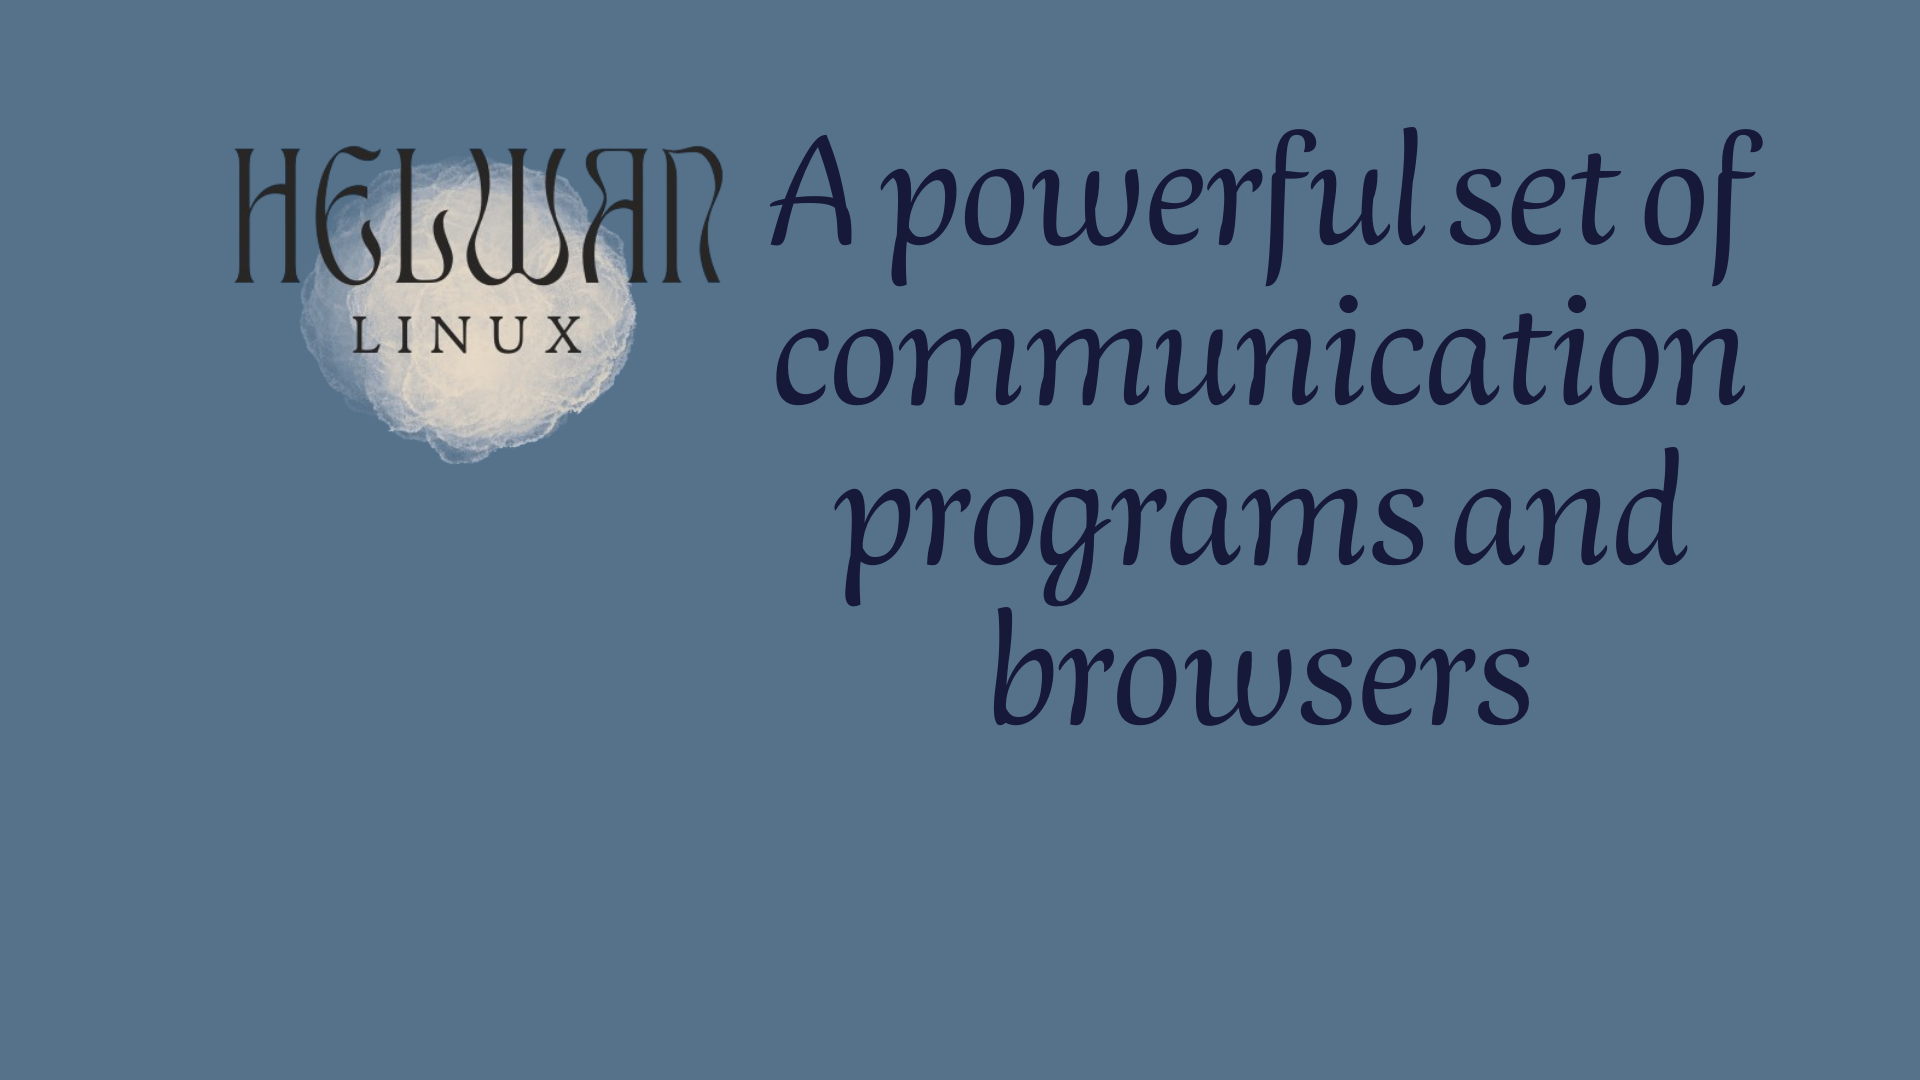 HELWAN
LINUX
A powerful set of
communication
programs and
browsers